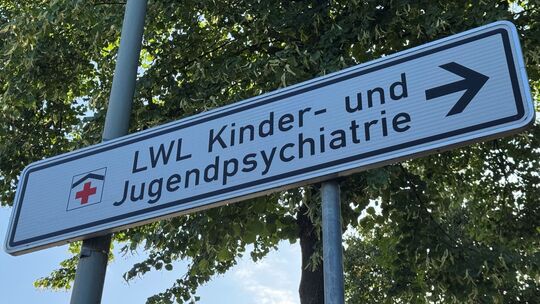 LWL Kinder- und
Jugendpsychiatrie